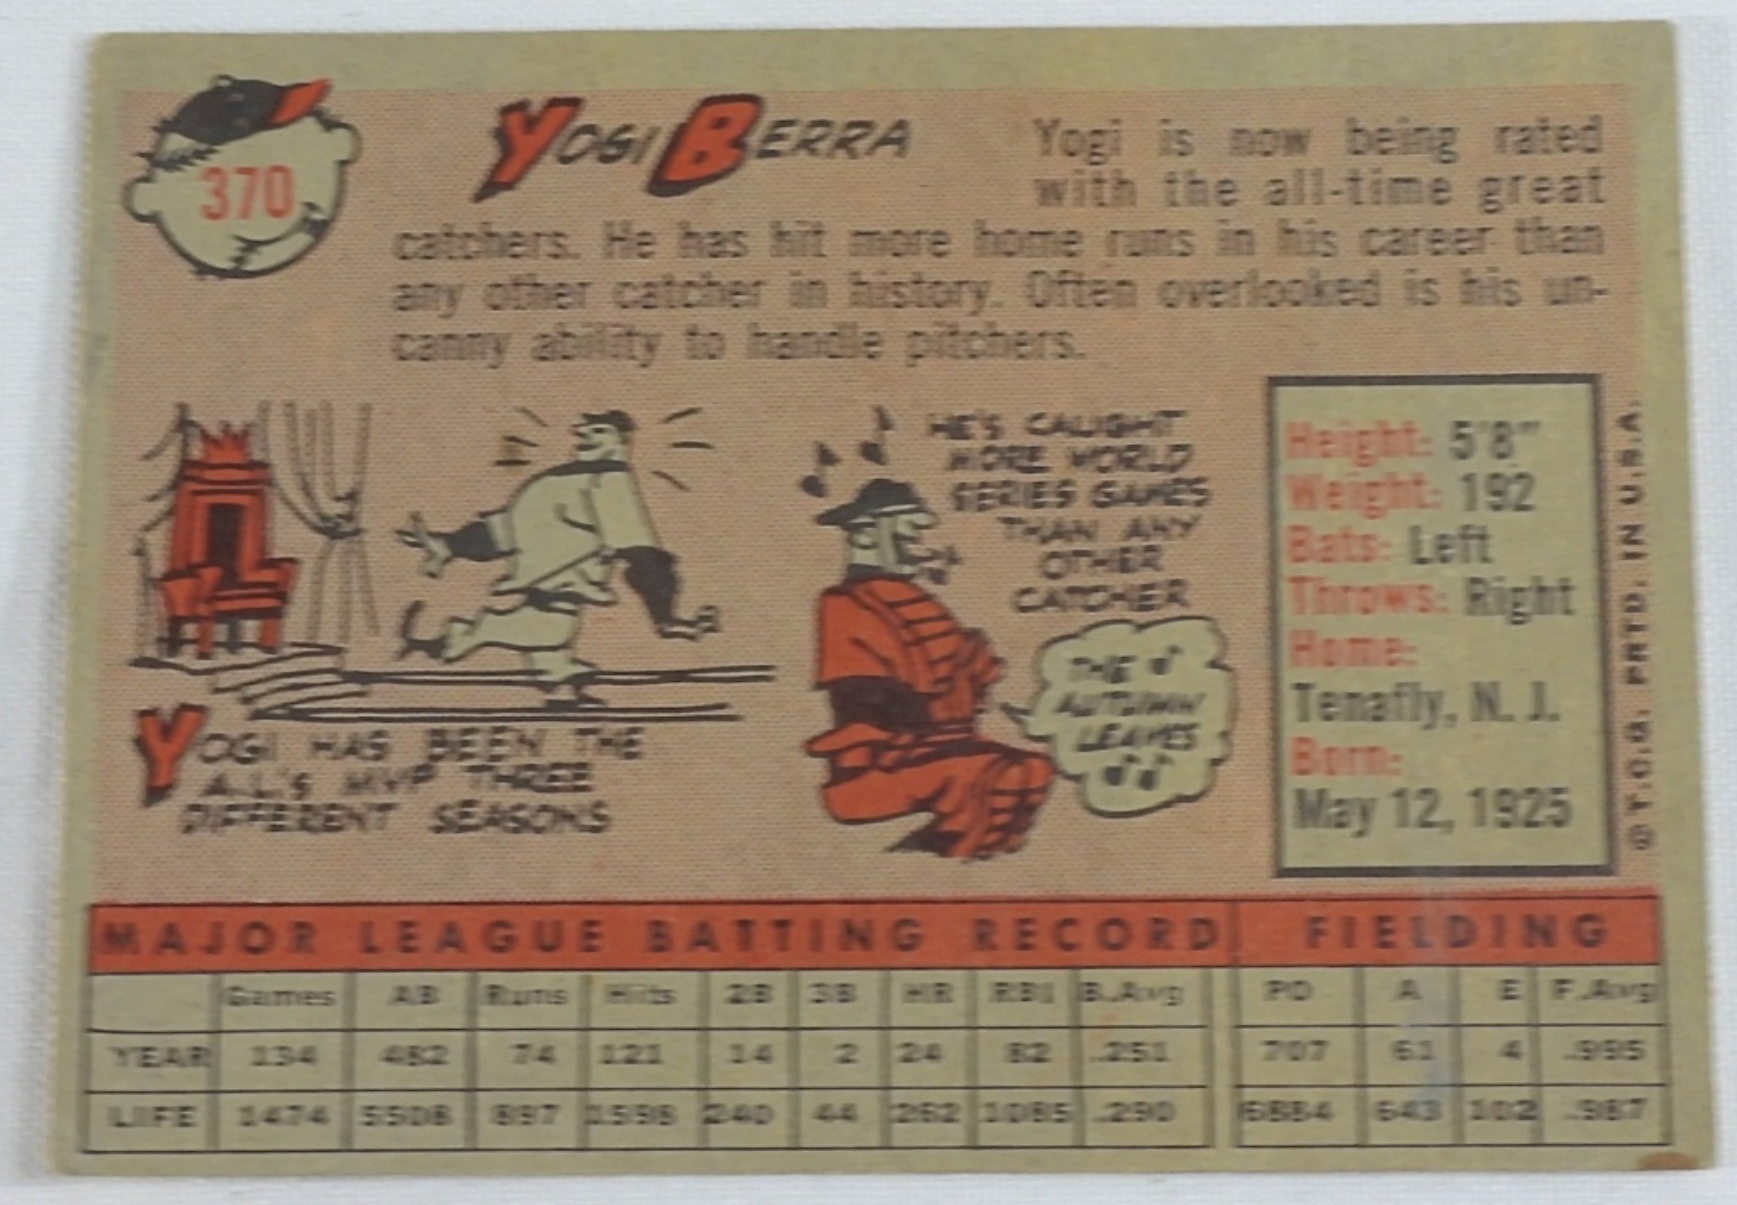 370
YOGI BERRA
Yogi is now being rated
with the all-time great
catchers. He has hit more home runs in his career than
any other catcher in history. Often overlooked is his un-
canny ability to handle pitchers.
YOGI HAS BEEN THE
A.L.'S MVP THREE
DIFFERENT SEASONS
HE'S CAUGHT
MORE WORLD
SERIES GAMES
THAN ANY
OTHER
CATCHER
THE
AUTUMN
LEAVES
Height: 5'8"
Weight: 192
Bats: Left
Throws: Right
Home:
Tenafly, N. J.
Born:
May 12, 1925
© T.C.G. PRTD. IN U.S.A.
MAJOR LEAGUE BATTING RECORD FIELDING
Games AB Runs Hits 2B 3B HR RBI B.Avg PO A E F.Avg
YEAR 134 482 74 121 14 2 24 82 .251 707 61 4 .995
LIFE 1474 5508 897 1596 240 44 262 1085 .290 6884 643 102 .987